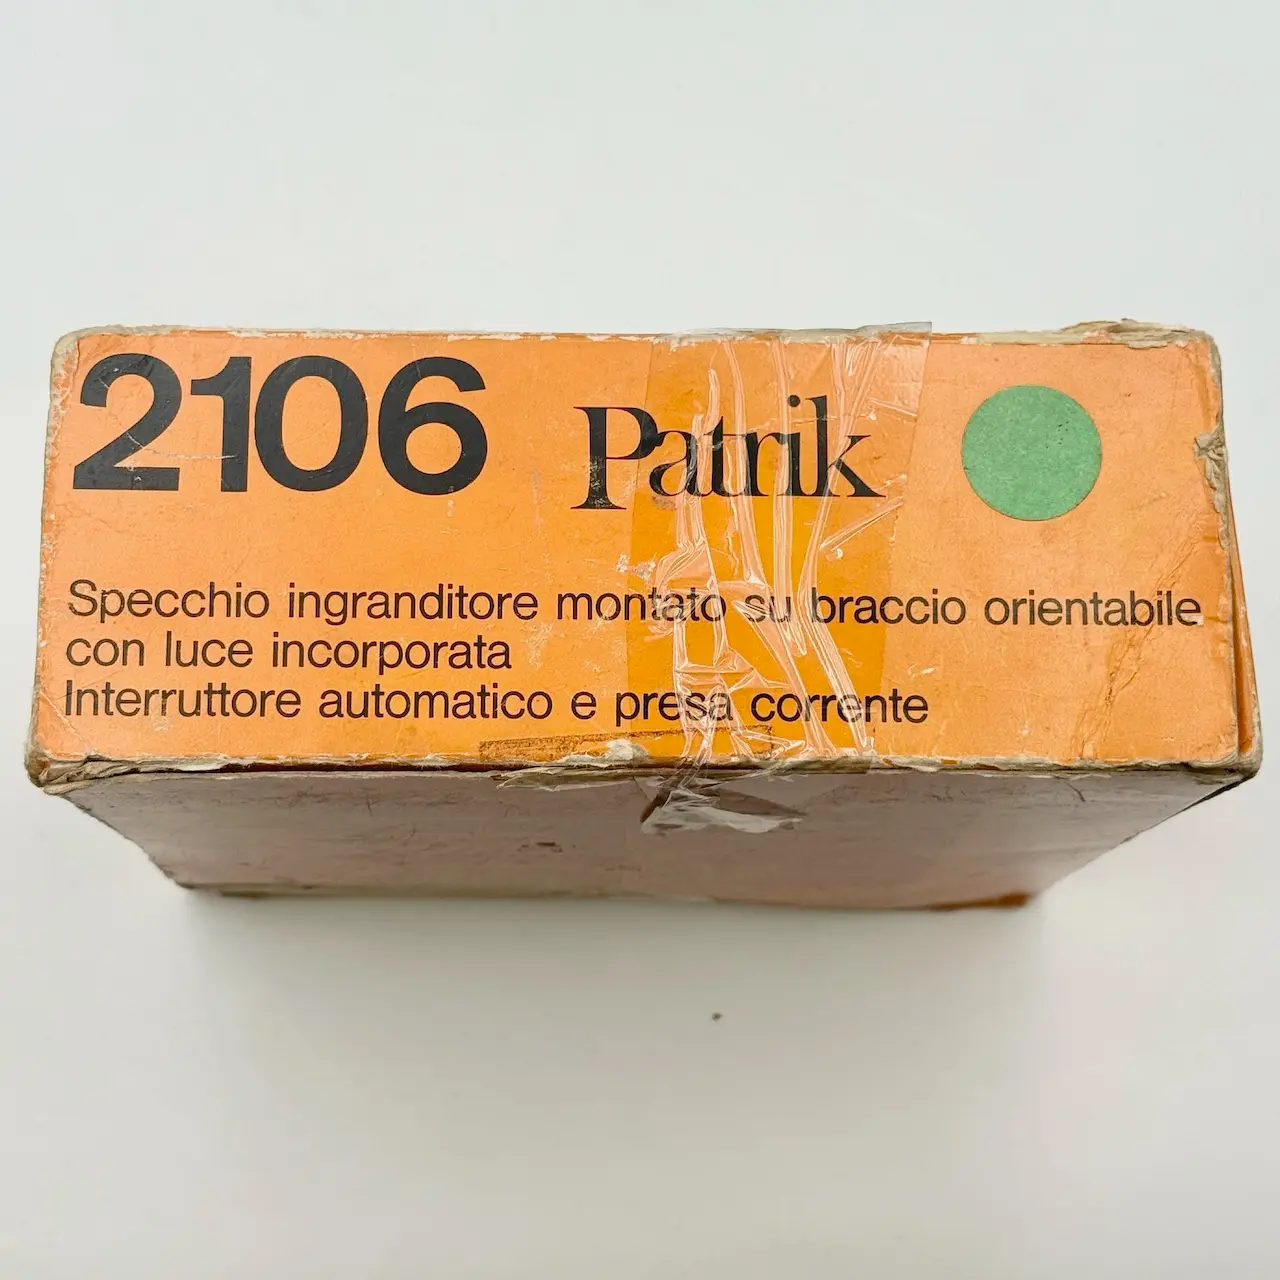 2106 Patrik
Specchio ingranditore montato su braccio orientabile
con luce incorporata
Interruttore automatico e presa corrente